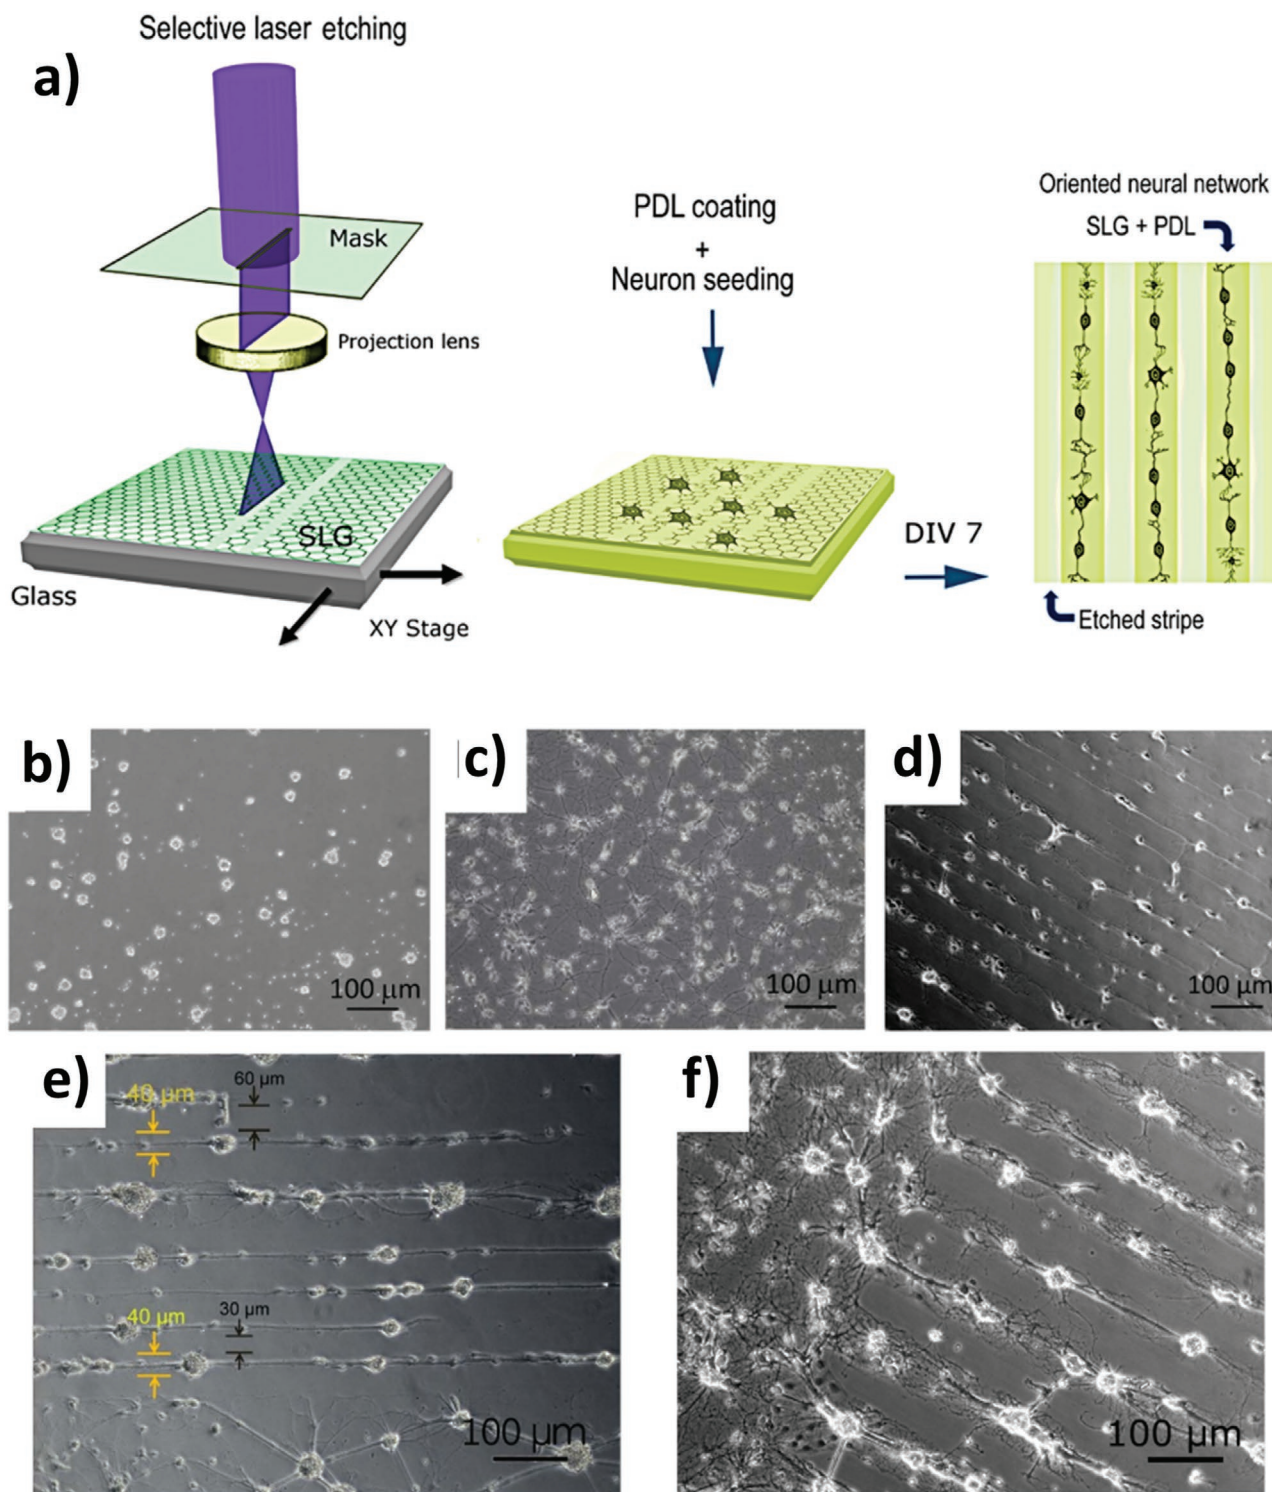 Selective laser etching
a)
Mask
Projection lens
SLG
Glass
XY Stage
PDL coating
+
Neuron seeding
DIV 7
Oriented neural network
SLG + PDL
Etched stripe
b)
100 μm
c)
100 μm
d)
100 μm
e)
40 μm
60 μm
40 μm
30 μm
100 μm
f)
100 μm